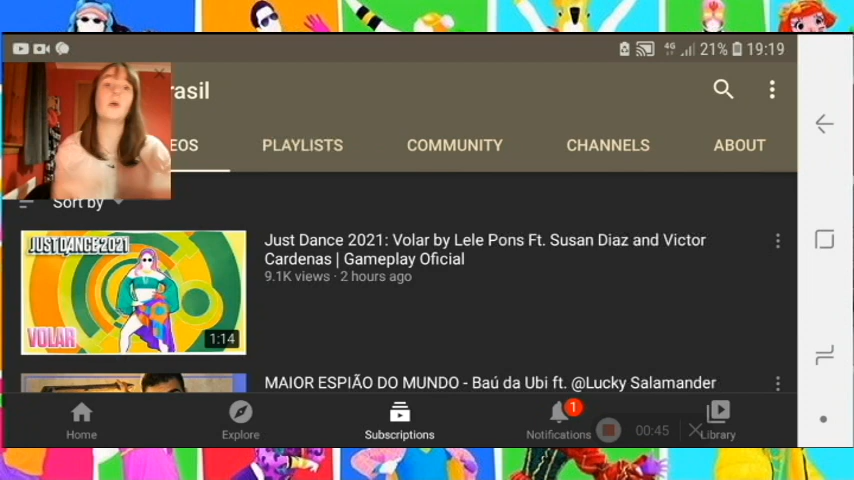 4G 21% 19:19
rasil
EOS PLAYLISTS COMMUNITY CHANNELS ABOUT
Sort by
JUST DANCE 2021
VOLAR
1:14
Just Dance 2021: Volar by Lele Pons Ft. Susan Diaz and Victor
Cardenas | Gameplay Oficial
9.1K views · 2 hours ago
MAIOR ESPIÃO DO MUNDO - Baú da Ubi ft. @Lucky Salamander
1
00:45
Home Explore Subscriptions Notifications Library